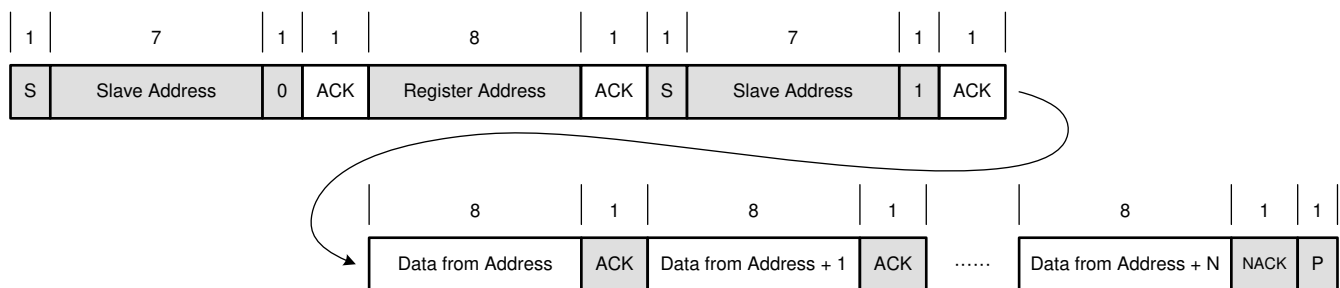 1 7 1 1 8 1 1 7 1 1
S Slave Address 0 ACK Register Address ACK S Slave Address 1 ACK
8 1 8 1 8 1 1
Data from Address ACK Data from Address + 1 ACK ...... Data from Address + N NACK P